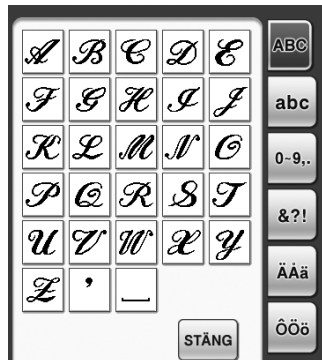 A B C D E
F G H I J
K L M N O
P Q R S T
U V W X Y
Z ' _
ABC
abc
0~9,.
&?!
ÄÅä
ÔÖö
STÄNG